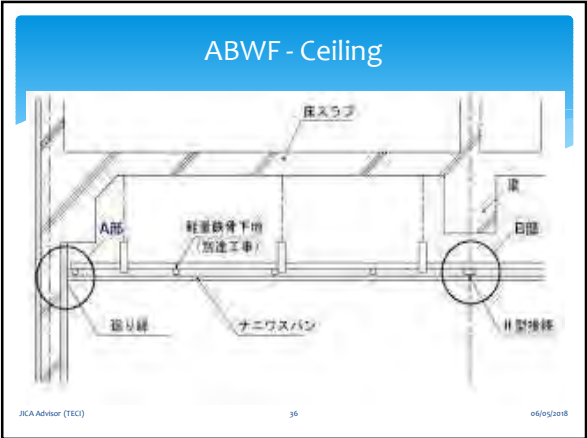 ABWF - Ceiling
床スラブ
梁
A部
軽量鉄骨下地
(別途工事)
B部
廻り縁
ナニワスパン
H型接続
JICA Advisor (TECI)
36
06/05/2018